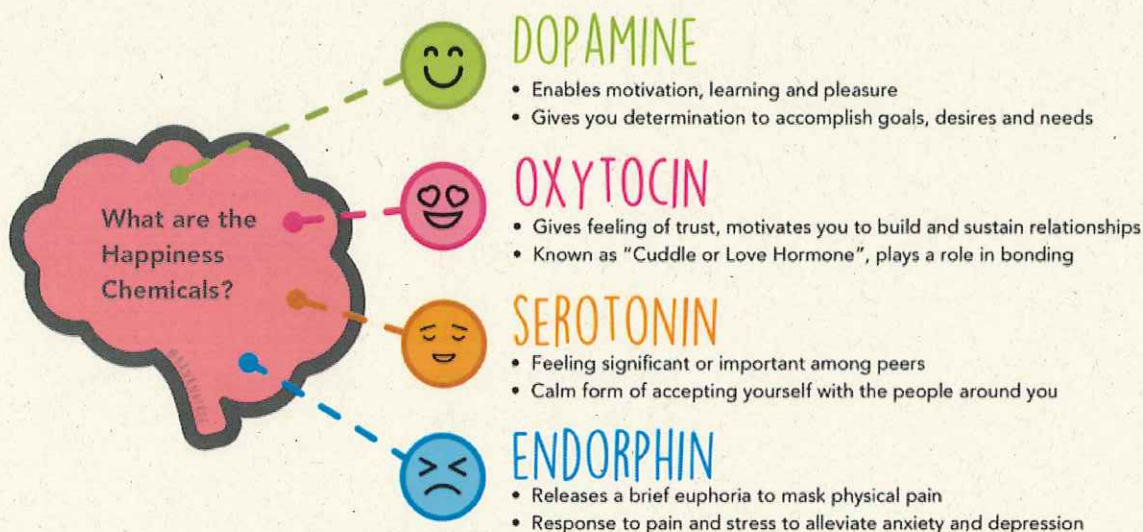 What are the
Happiness
Chemicals?
DOPAMINE
• Enables motivation, learning and pleasure
• Gives you determination to accomplish goals, desires and needs
OXYTOCIN
• Gives feeling of trust, motivates you to build and sustain relationships
• Known as “Cuddle or Love Hormone”, plays a role in bonding
SEROTONIN
• Feeling significant or important among peers
• Calm form of accepting yourself with the people around you
ENDORPHIN
• Releases a brief euphoria to mask physical pain
• Response to pain and stress to alleviate anxiety and depression